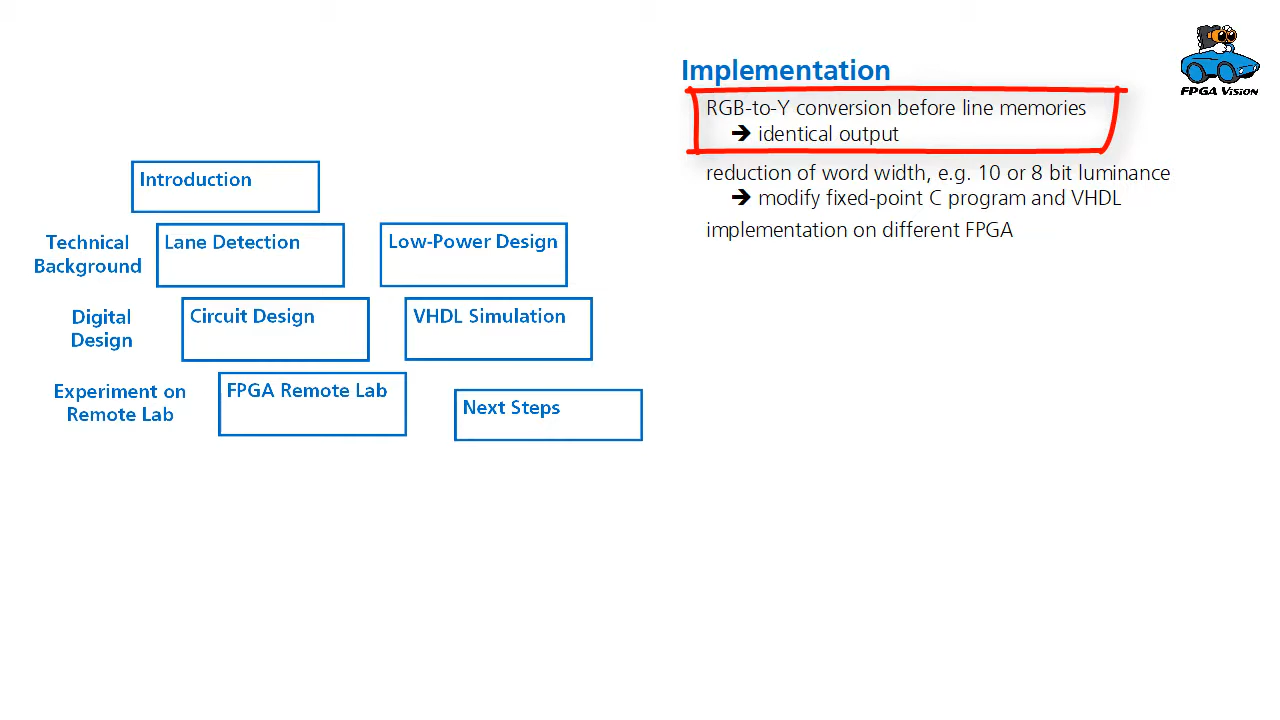 FPGA Vision
Implementation
RGB-to-Y conversion before line memories
➔ identical output
reduction of word width, e.g. 10 or 8 bit luminance
➔ modify fixed-point C program and VHDL
implementation on different FPGA
Introduction
Technical
Background
Lane Detection
Low-Power Design
Digital
Design
Circuit Design
VHDL Simulation
Experiment on
Remote Lab
FPGA Remote Lab
Next Steps